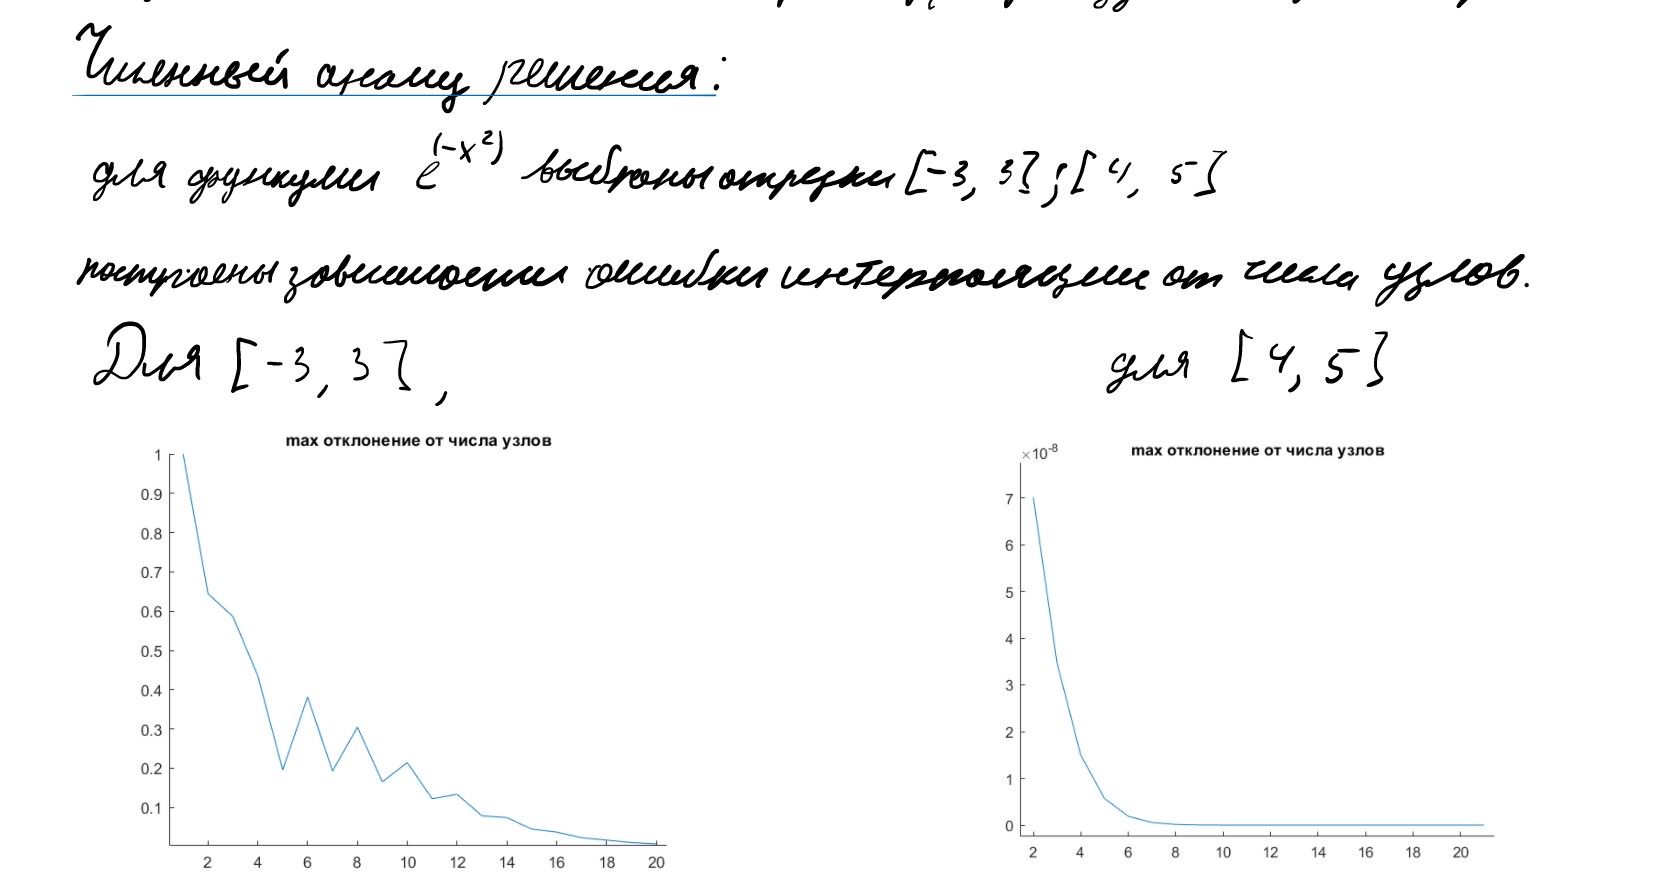 Численный анализ решения:
для функции e^(-x^2) выбраны отрезки [-3, 3]; [4, 5]
построены зависимости ошибки интерполяции от числа узлов.
Для [-3, 3],
для [4, 5]
max отклонение от числа узлов
1
0.9
0.8
0.7
0.6
0.5
0.4
0.3
0.2
0.1
2 4 6 8 10 12 14 16 18 20
×10^-8
max отклонение от числа узлов
7
6
5
4
3
2
1
0
2 4 6 8 10 12 14 16 18 20